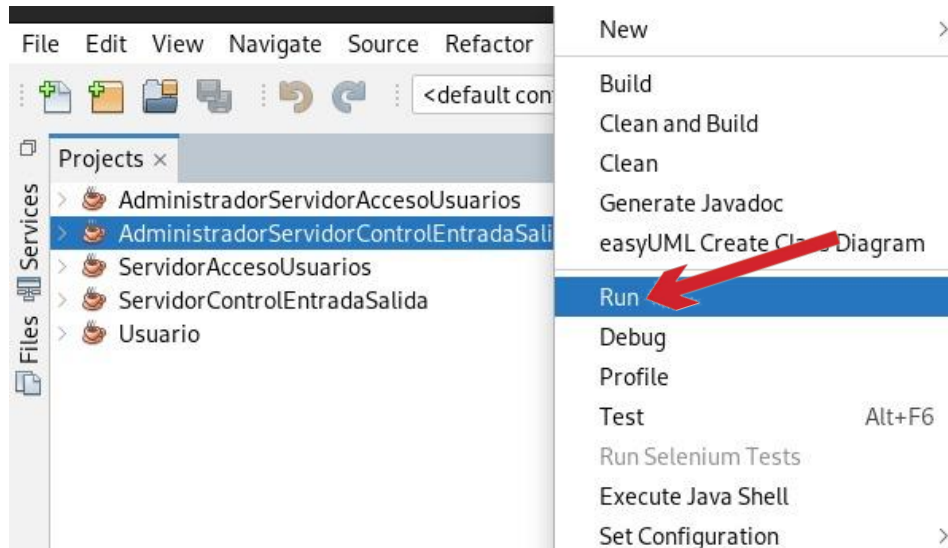 File Edit View Navigate Source Refactor
<default con
Projects ×
Services
Files
AdministradorServidorAccesoUsuarios
AdministradorServidorControlEntradaSali
ServidorAccesoUsuarios
ServidorControlEntradaSalida
Usuario
New
Build
Clean and Build
Clean
Generate Javadoc
easyUML Create Class Diagram
Run
Debug
Profile
Test Alt+F6
Run Selenium Tests
Execute Java Shell
Set Configuration